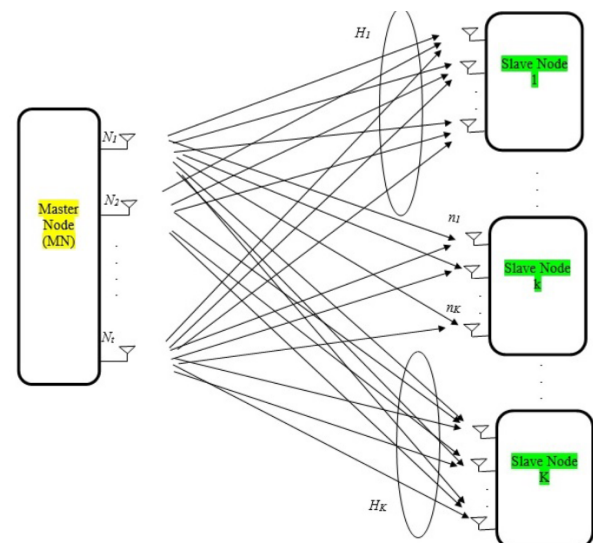 H1
Slave Node
1
N1
N2
Master
Node
(MN)
n1
Slave Node
k
nK
Nt
Slave Node
K
HK